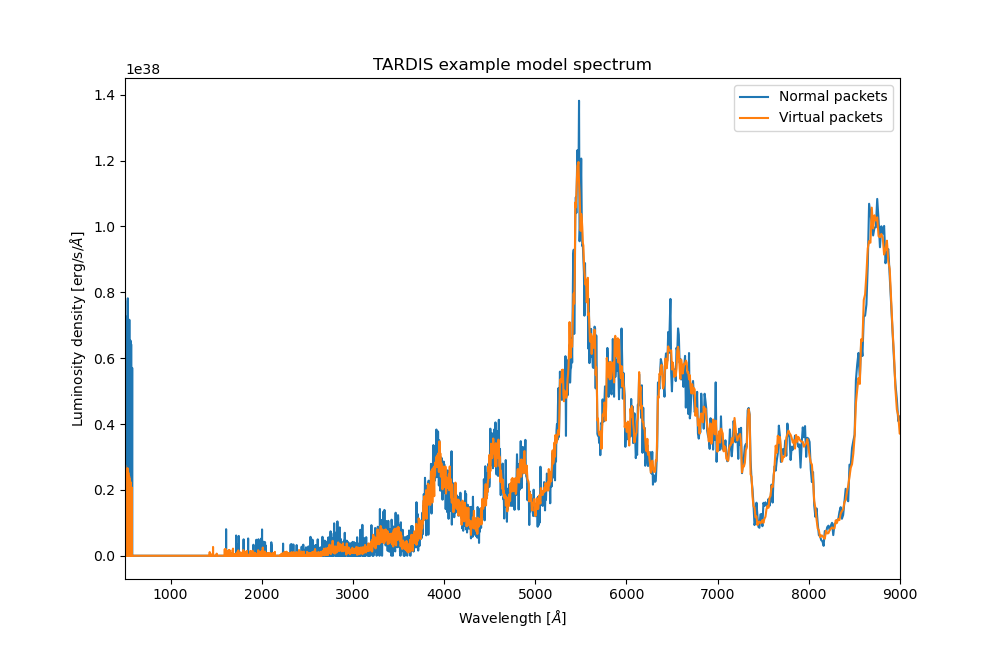 TARDIS example model spectrum
1e38
Normal packets
Virtual packets
1.4
1.2
1.0
0.8
0.6
0.4
0.2
0.0
Luminosity density [erg/s/Å]
1000 2000 3000 4000 5000 6000 7000 8000 9000
Wavelength [Å]